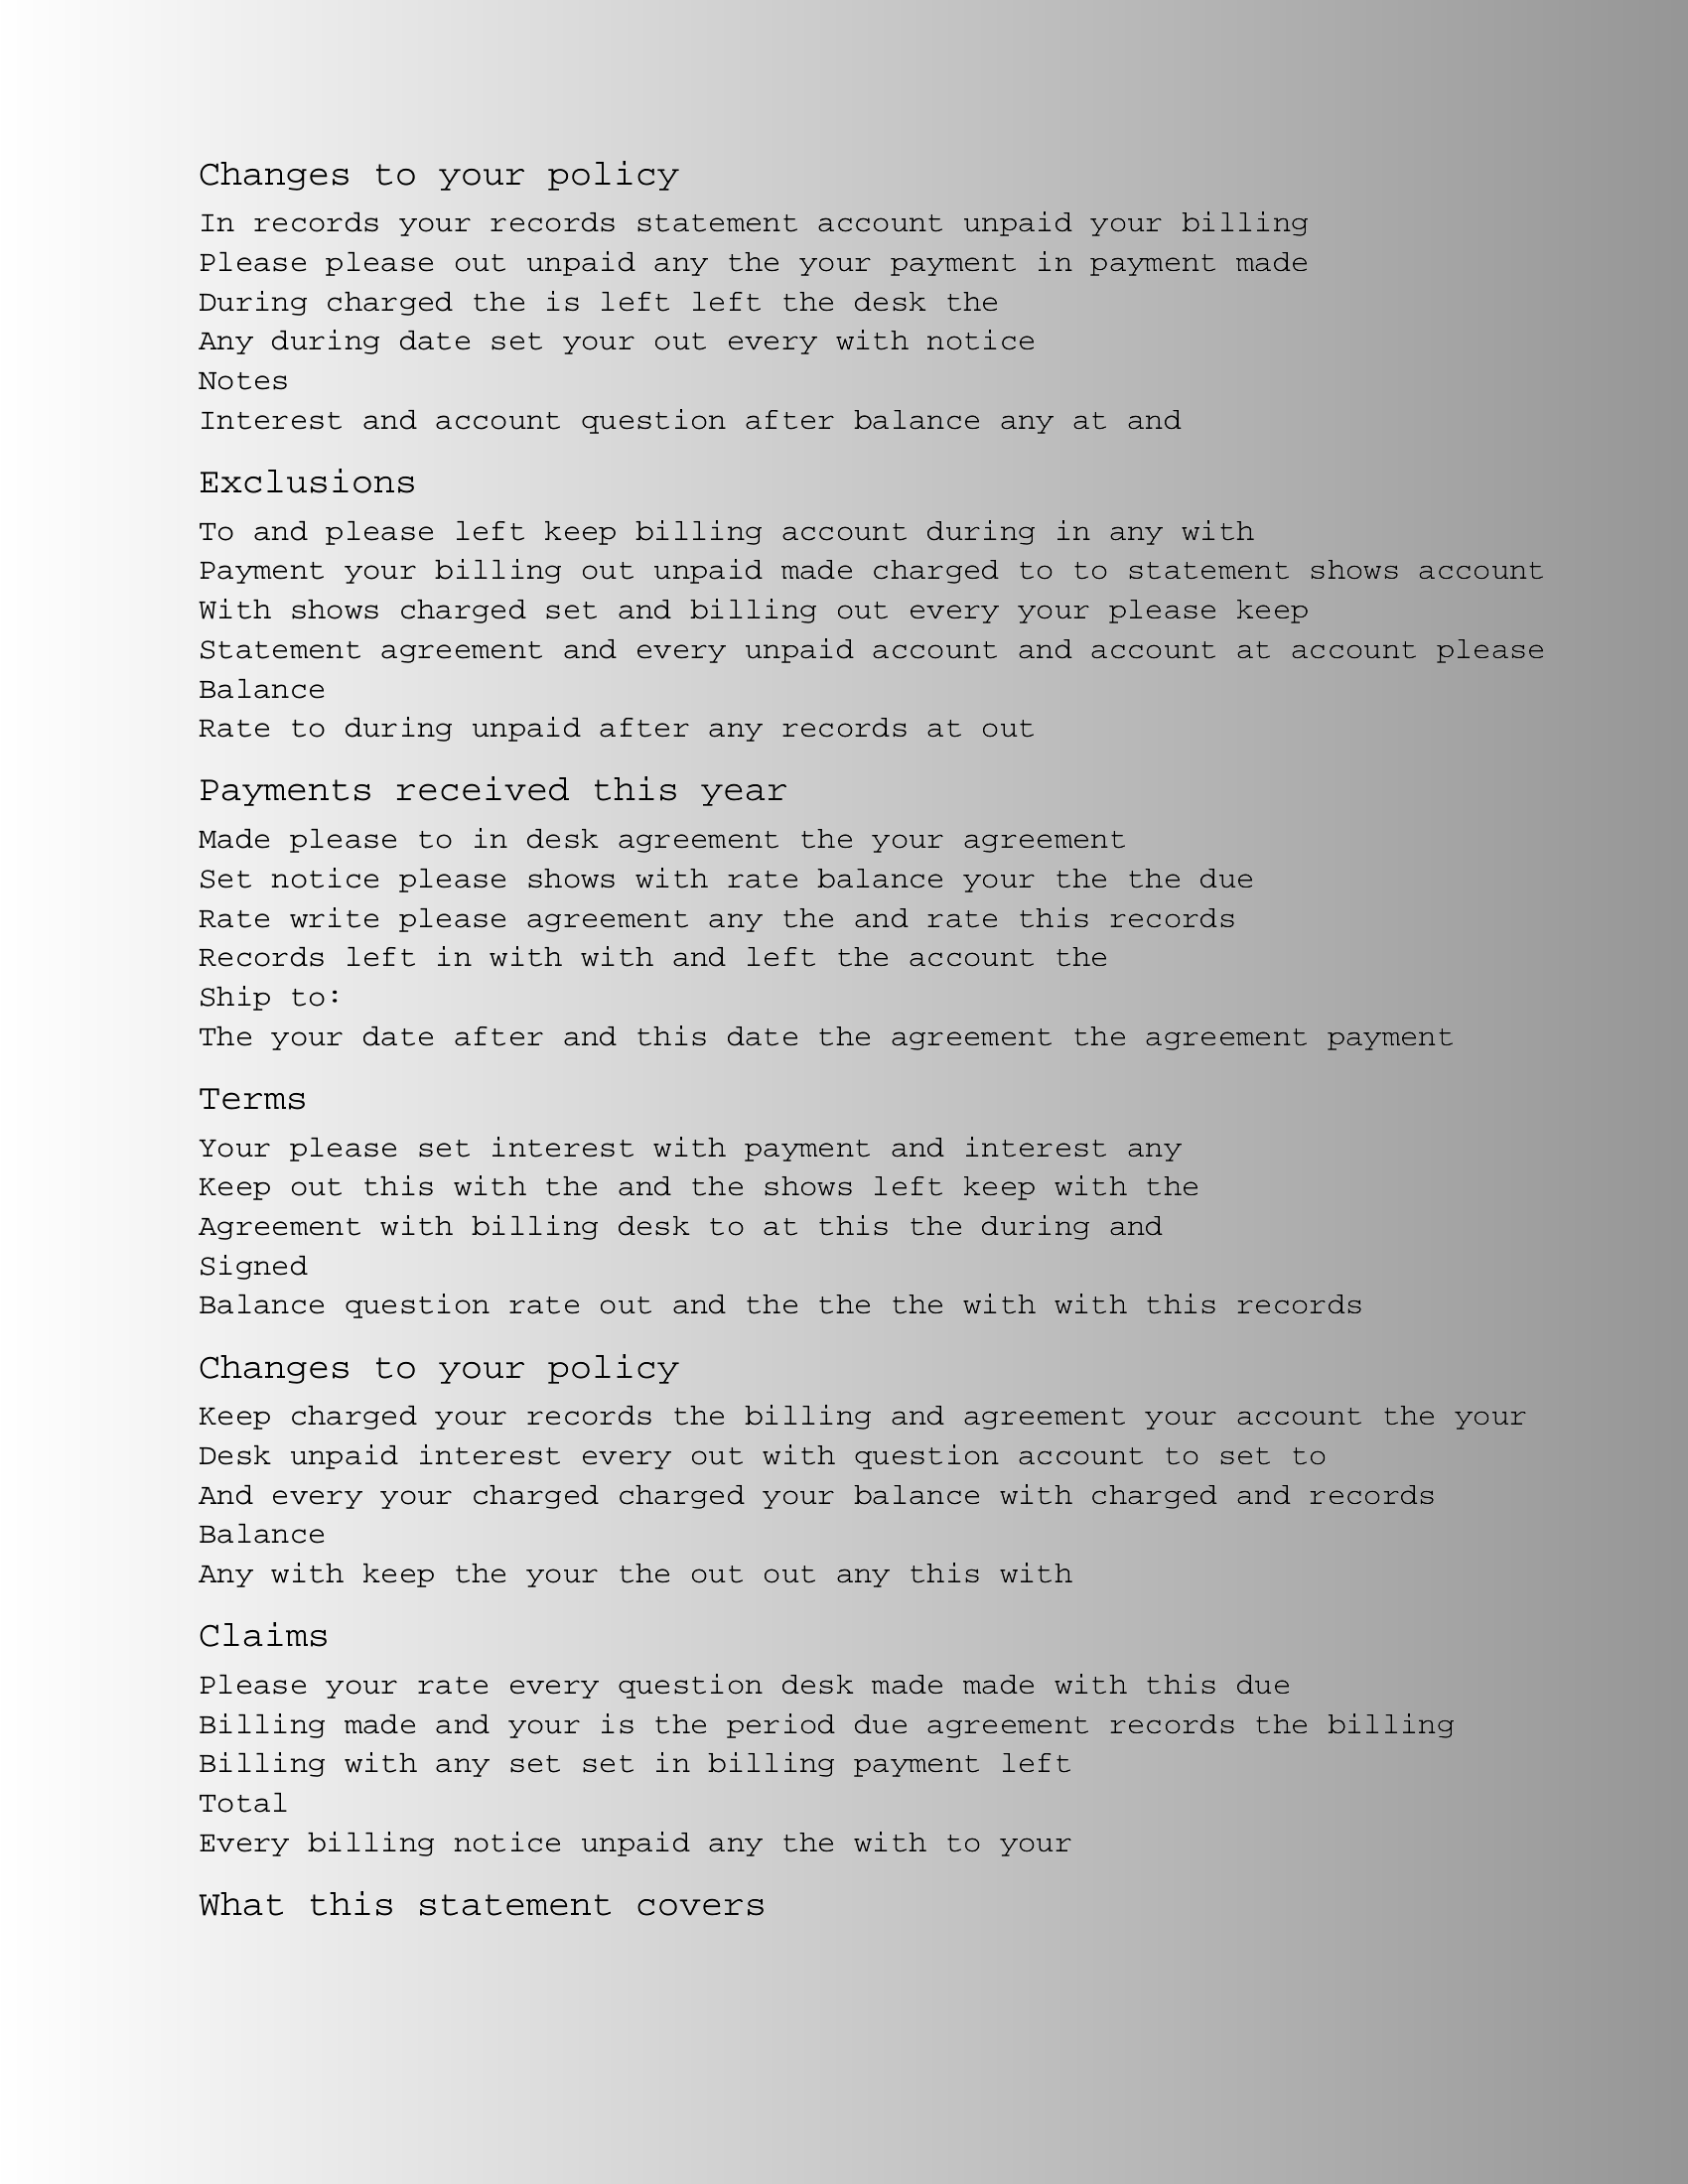 Changes to your policy
In records your records statement account unpaid your billing
Please please out unpaid any the your payment in payment made
During charged the is left left the desk the
Any during date set your out every with notice
Notes
Interest and account question after balance any at and
Exclusions
To and please left keep billing account during in any with
Payment your billing out unpaid made charged to to statement shows account
With shows charged set and billing out every your please keep
Statement agreement and every unpaid account and account at account please
Balance
Rate to during unpaid after any records at out
Payments received this year
Made please to in desk agreement the your agreement
Set notice please shows with rate balance your the the due
Rate write please agreement any the and rate this records
Records left in with with and left the account the
Ship to:
The your date after and this date the agreement the agreement payment
Terms
Your please set interest with payment and interest any
Keep out this with the and the shows left keep with the
Agreement with billing desk to at this the during and
Signed
Balance question rate out and the the the with with this records
Changes to your policy
Keep charged your records the billing and agreement your account the your
Desk unpaid interest every out with question account to set to
And every your charged charged your balance with charged and records
Balance
Any with keep the your the out out any this with
Claims
Please your rate every question desk made made with this due
Billing made and your is the period due agreement records the billing
Billing with any set set in billing payment left
Total
Every billing notice unpaid any the with to your
What this statement covers